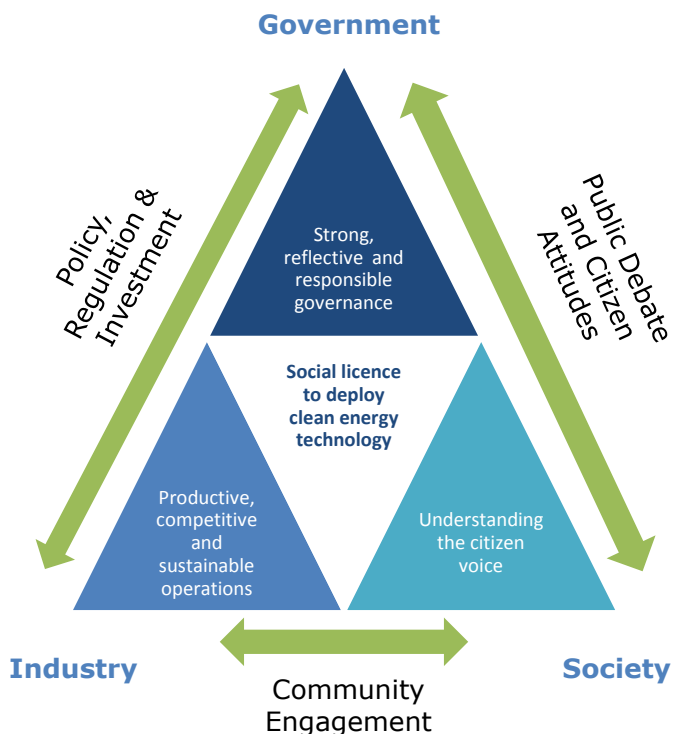 Government
Policy,
Regulation &
Investment
Public Debate
and Citizen
Attitudes
Strong,
reflective and
responsible
governance
Social licence
to deploy
clean energy
technology
Productive,
competitive
and
sustainable
operations
Understanding
the citizen
voice
Industry
Society
Community
Engagement